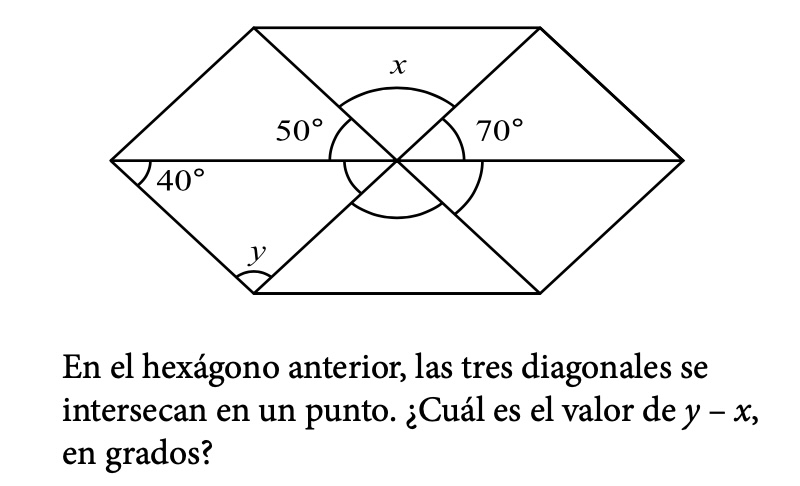 x
50°
70°
40°
y
En el hexágono anterior, las tres diagonales se
intersecan en un punto. ¿Cuál es el valor de y – x,
en grados?